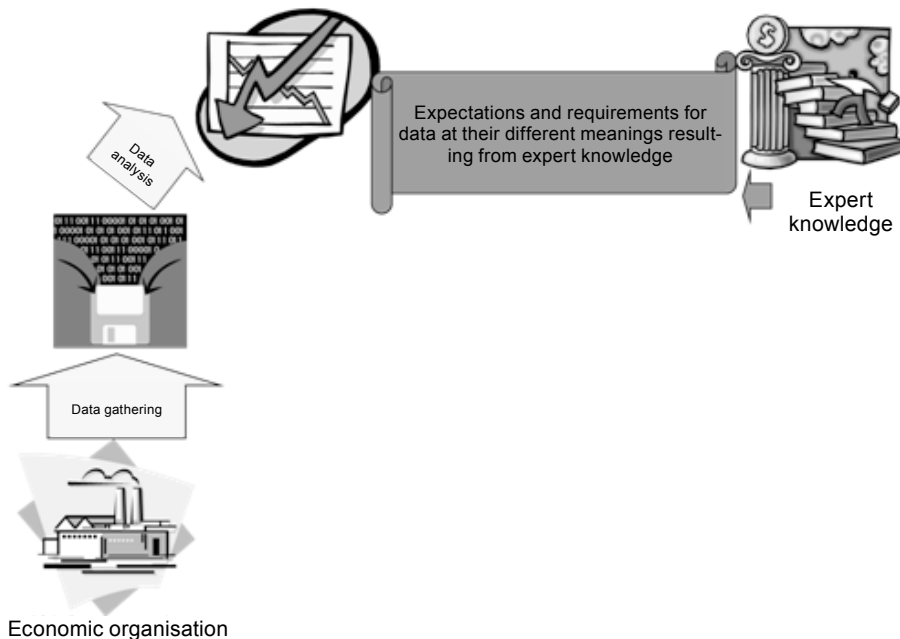 Expectations and requirements for
data at their different meanings result-
ing from expert knowledge
Expert
knowledge
Data
analysis
Data gathering
Economic organisation